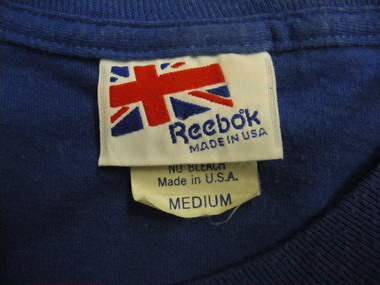 Reebok
MADE IN USA
NO BLEACH
Made in U.S.A.
MEDIUM